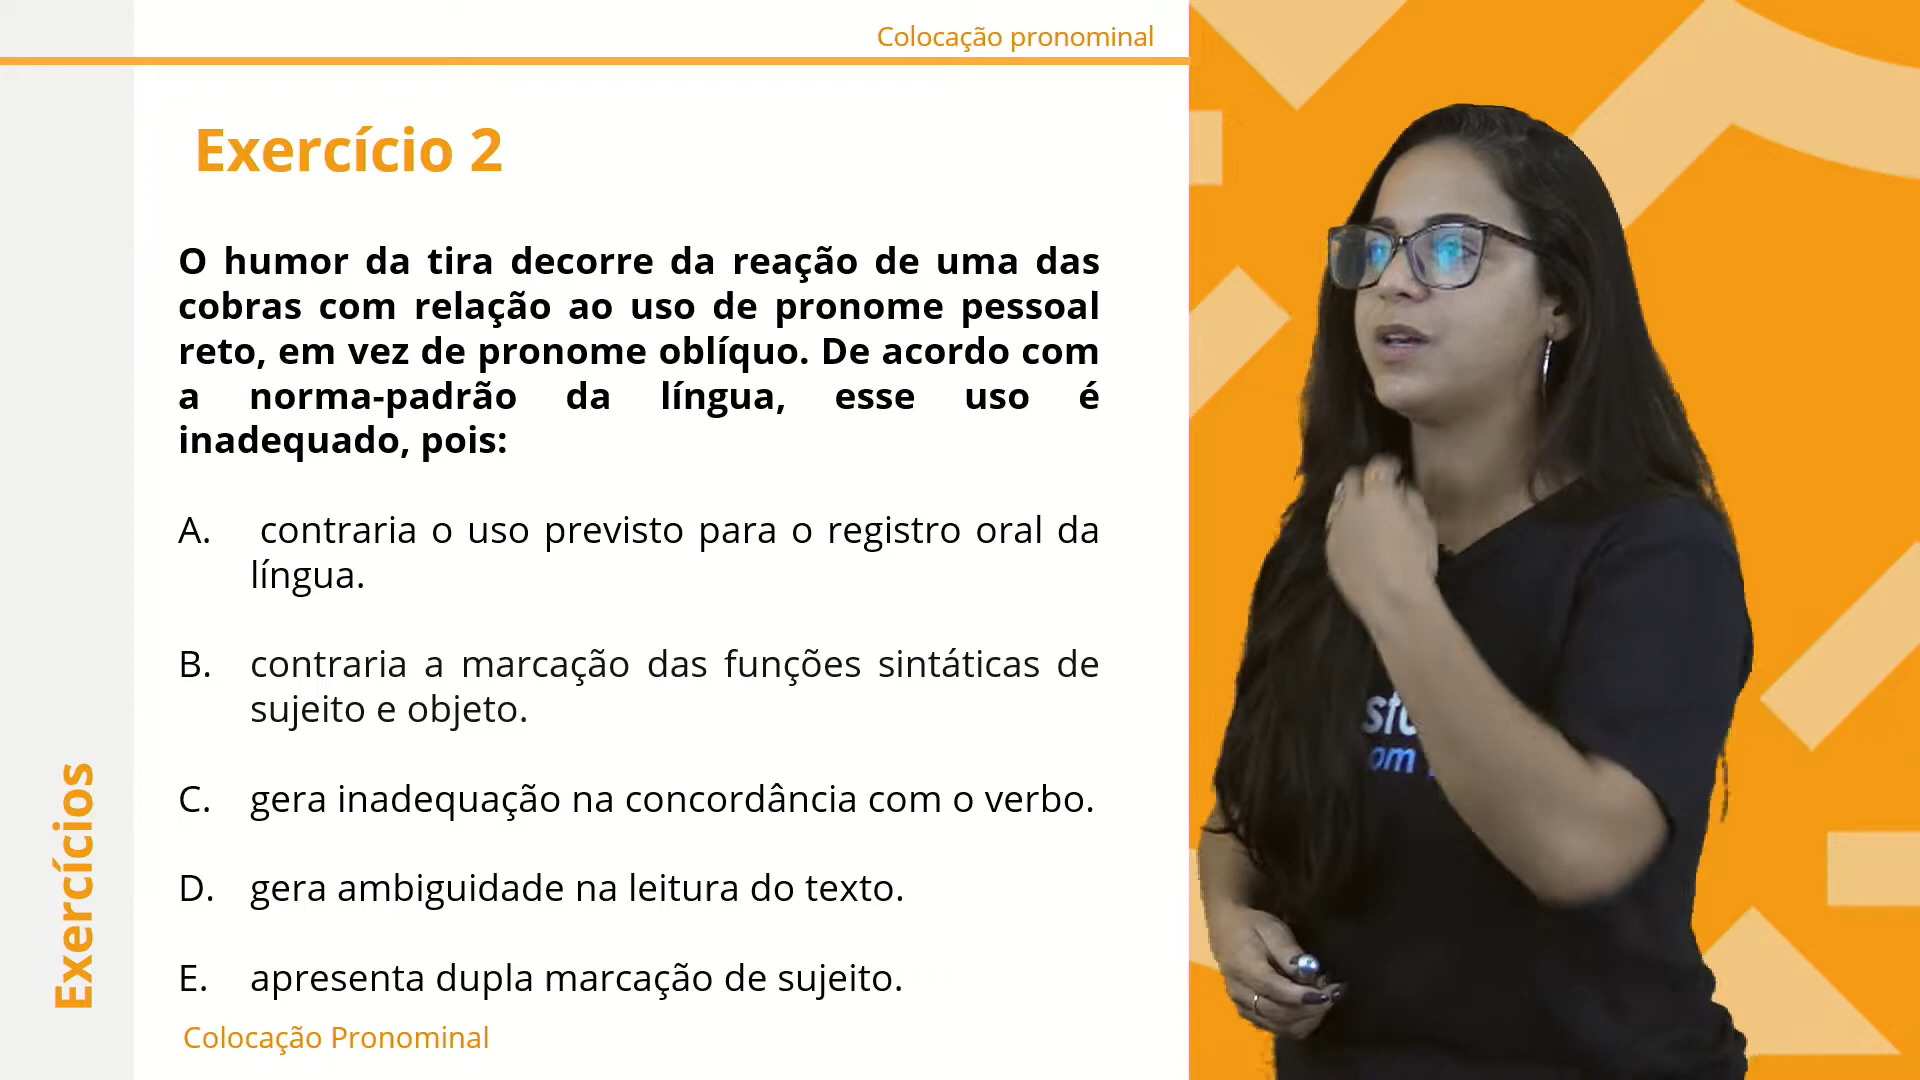 Colocação pronominal
Exercício 2
O humor da tira decorre da reação de uma das
cobras com relação ao uso de pronome pessoal
reto, em vez de pronome oblíquo. De acordo com
a norma-padrão da língua, esse uso é
inadequado, pois:
A. contraria o uso previsto para o registro oral da
língua.
B. contraria a marcação das funções sintáticas de
sujeito e objeto.
C. gera inadequação na concordância com o verbo.
D. gera ambiguidade na leitura do texto.
E. apresenta dupla marcação de sujeito.
Exercícios
Colocação Pronominal